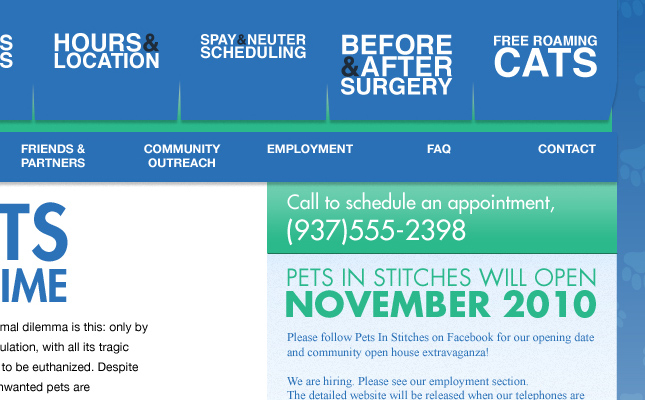 S
S
HOURS&
LOCATION
SPAY&NEUTER
SCHEDULING
BEFORE
&AFTER
SURGERY
FREE ROAMING
CATS
FRIENDS &
PARTNERS
COMMUNITY
OUTREACH
EMPLOYMENT
FAQ
CONTACT
TS
IME
mal dilemma is this: only by
ulation, with all its tragic
to be euthanized. Despite
nwanted pets are
Call to schedule an appointment,
(937)555-2398
PETS IN STITCHES WILL OPEN
NOVEMBER 2010
Please follow Pets In Stitches on Facebook for our opening date
and community open house extravaganza!
We are hiring. Please see our employment section.
The detailed website will be released when our telephones are